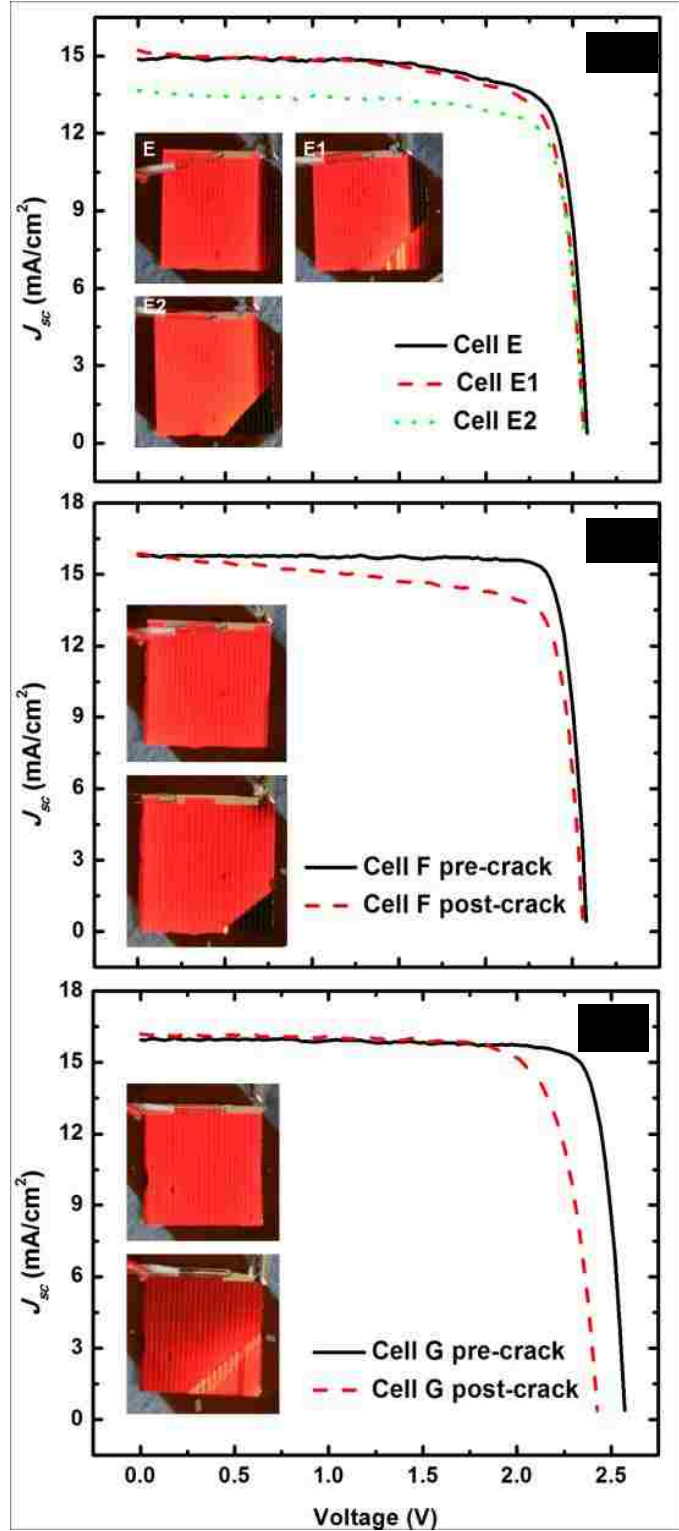 15
12
9
6
3
0
J_sc (mA/cm²)
E
E1
E2
Cell E
Cell E1
Cell E2
18
15
12
9
6
3
0
J_sc (mA/cm²)
Cell F pre-crack
Cell F post-crack
18
15
12
9
6
3
0
J_sc (mA/cm²)
Cell G pre-crack
Cell G post-crack
0.0 0.5 1.0 1.5 2.0 2.5
Voltage (V)